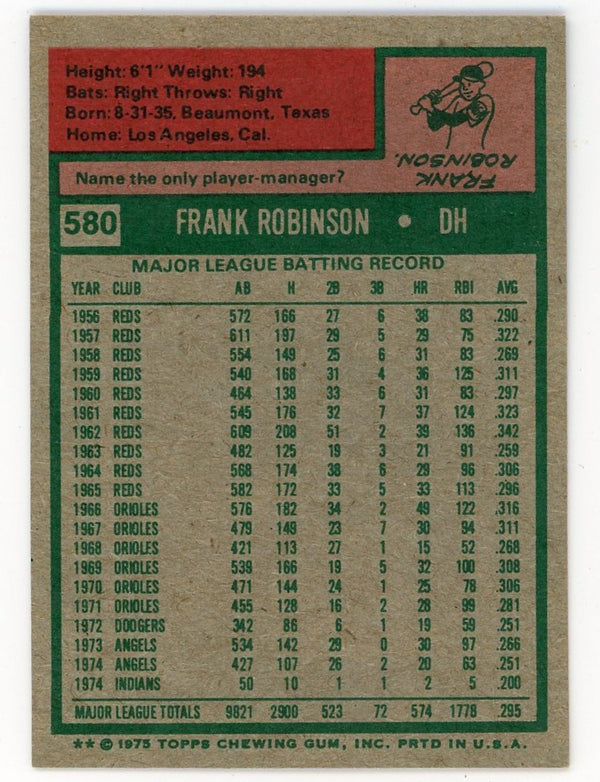 Height: 6'1" Weight: 194
Bats: Right Throws: Right
Born: 8-31-35, Beaumont, Texas
Home: Los Angeles, Cal.
Name the only player-manager?
FRANK
ROBINSON.
580 FRANK ROBINSON • DH
MAJOR LEAGUE BATTING RECORD
YEAR CLUB AB H 2B 3B HR RBI AVG
1956 REDS 572 166 27 6 38 83 .290
1957 REDS 611 197 29 5 29 75 .322
1958 REDS 554 149 25 6 31 83 .269
1959 REDS 540 168 31 4 36 125 .311
1960 REDS 464 138 33 6 31 83 .297
1961 REDS 545 176 32 7 37 124 .323
1962 REDS 609 208 51 2 39 136 .342
1963 REDS 482 125 19 3 21 91 .259
1964 REDS 568 174 38 6 29 96 .306
1965 REDS 582 172 33 5 33 113 .296
1966 ORIOLES 576 182 34 2 49 122 .316
1967 ORIOLES 479 149 23 7 30 94 .311
1968 ORIOLES 421 113 27 1 15 52 .268
1969 ORIOLES 539 166 19 5 32 100 .308
1970 ORIOLES 471 144 24 1 25 78 .306
1971 ORIOLES 455 128 16 2 28 99 .281
1972 DODGERS 342 86 6 1 19 59 .251
1973 ANGELS 534 142 29 0 30 97 .266
1974 ANGELS 427 107 26 2 20 63 .251
1974 INDIANS 50 10 1 1 2 5 .200
MAJOR LEAGUE TOTALS 9821 2900 523 72 574 1778 .295
** © 1975 TOPPS CHEWING GUM, INC. PRTD IN U.S.A.